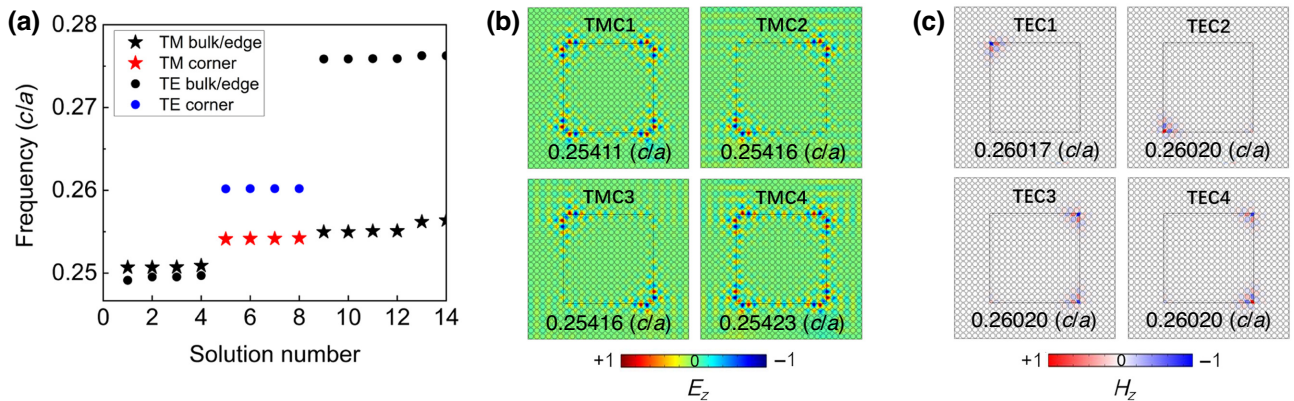 (a)
Frequency (c/a)
0.28
0.27
0.26
0.25
TM bulk/edge
TM corner
TE bulk/edge
TE corner
0 2 4 6 8 10 12 14
Solution number
(b)
TMC1
0.25411 (c/a)
TMC2
0.25416 (c/a)
TMC3
0.25416 (c/a)
TMC4
0.25423 (c/a)
+1 0 −1
Ez
(c)
TEC1
0.26017 (c/a)
TEC2
0.26020 (c/a)
TEC3
0.26020 (c/a)
TEC4
0.26020 (c/a)
+1 0 −1
Hz